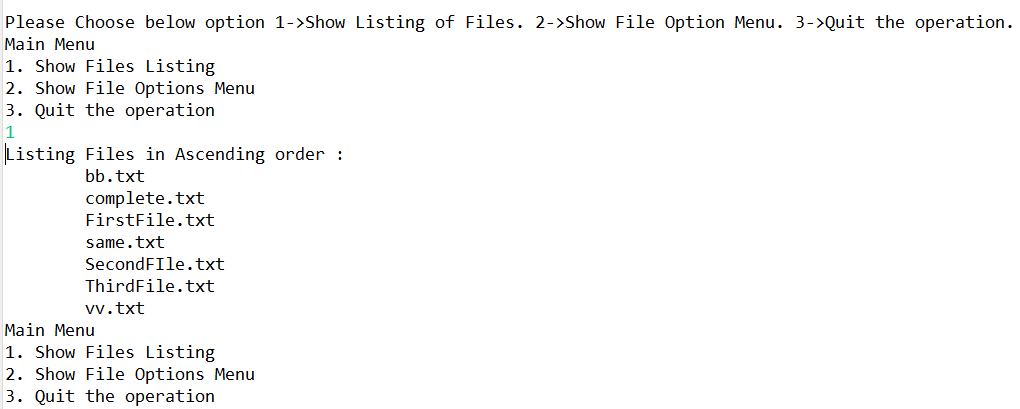 Please Choose below option 1->Show Listing of Files. 2->Show File Option Menu. 3->Quit the operation.
Main Menu
1. Show Files Listing
2. Show File Options Menu
3. Quit the operation
1
Listing Files in Ascending order :
bb.txt
complete.txt
FirstFile.txt
same.txt
SecondFIle.txt
ThirdFile.txt
vv.txt
Main Menu
1. Show Files Listing
2. Show File Options Menu
3. Quit the operation